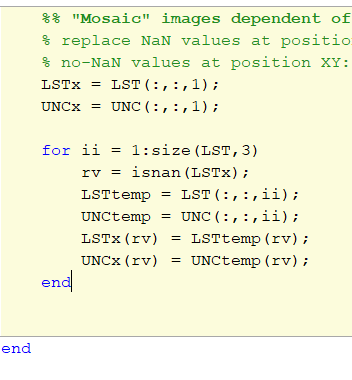 %% "Mosaic" images dependent of
% replace NaN values at
% no-NaN values at position XY:
LSTx = LST(:,:,1);
UNCx = UNC(:,:,1);
for ii = 1:size(LST,3)
rv = isnan(LSTx);
LSTtemp = LST(:,:,ii);
UNCtemp = UNC(:,:,ii);
LSTx(rv) = LSTtemp(rv);
UNCx(rv) = UNCtemp(rv);
end
end